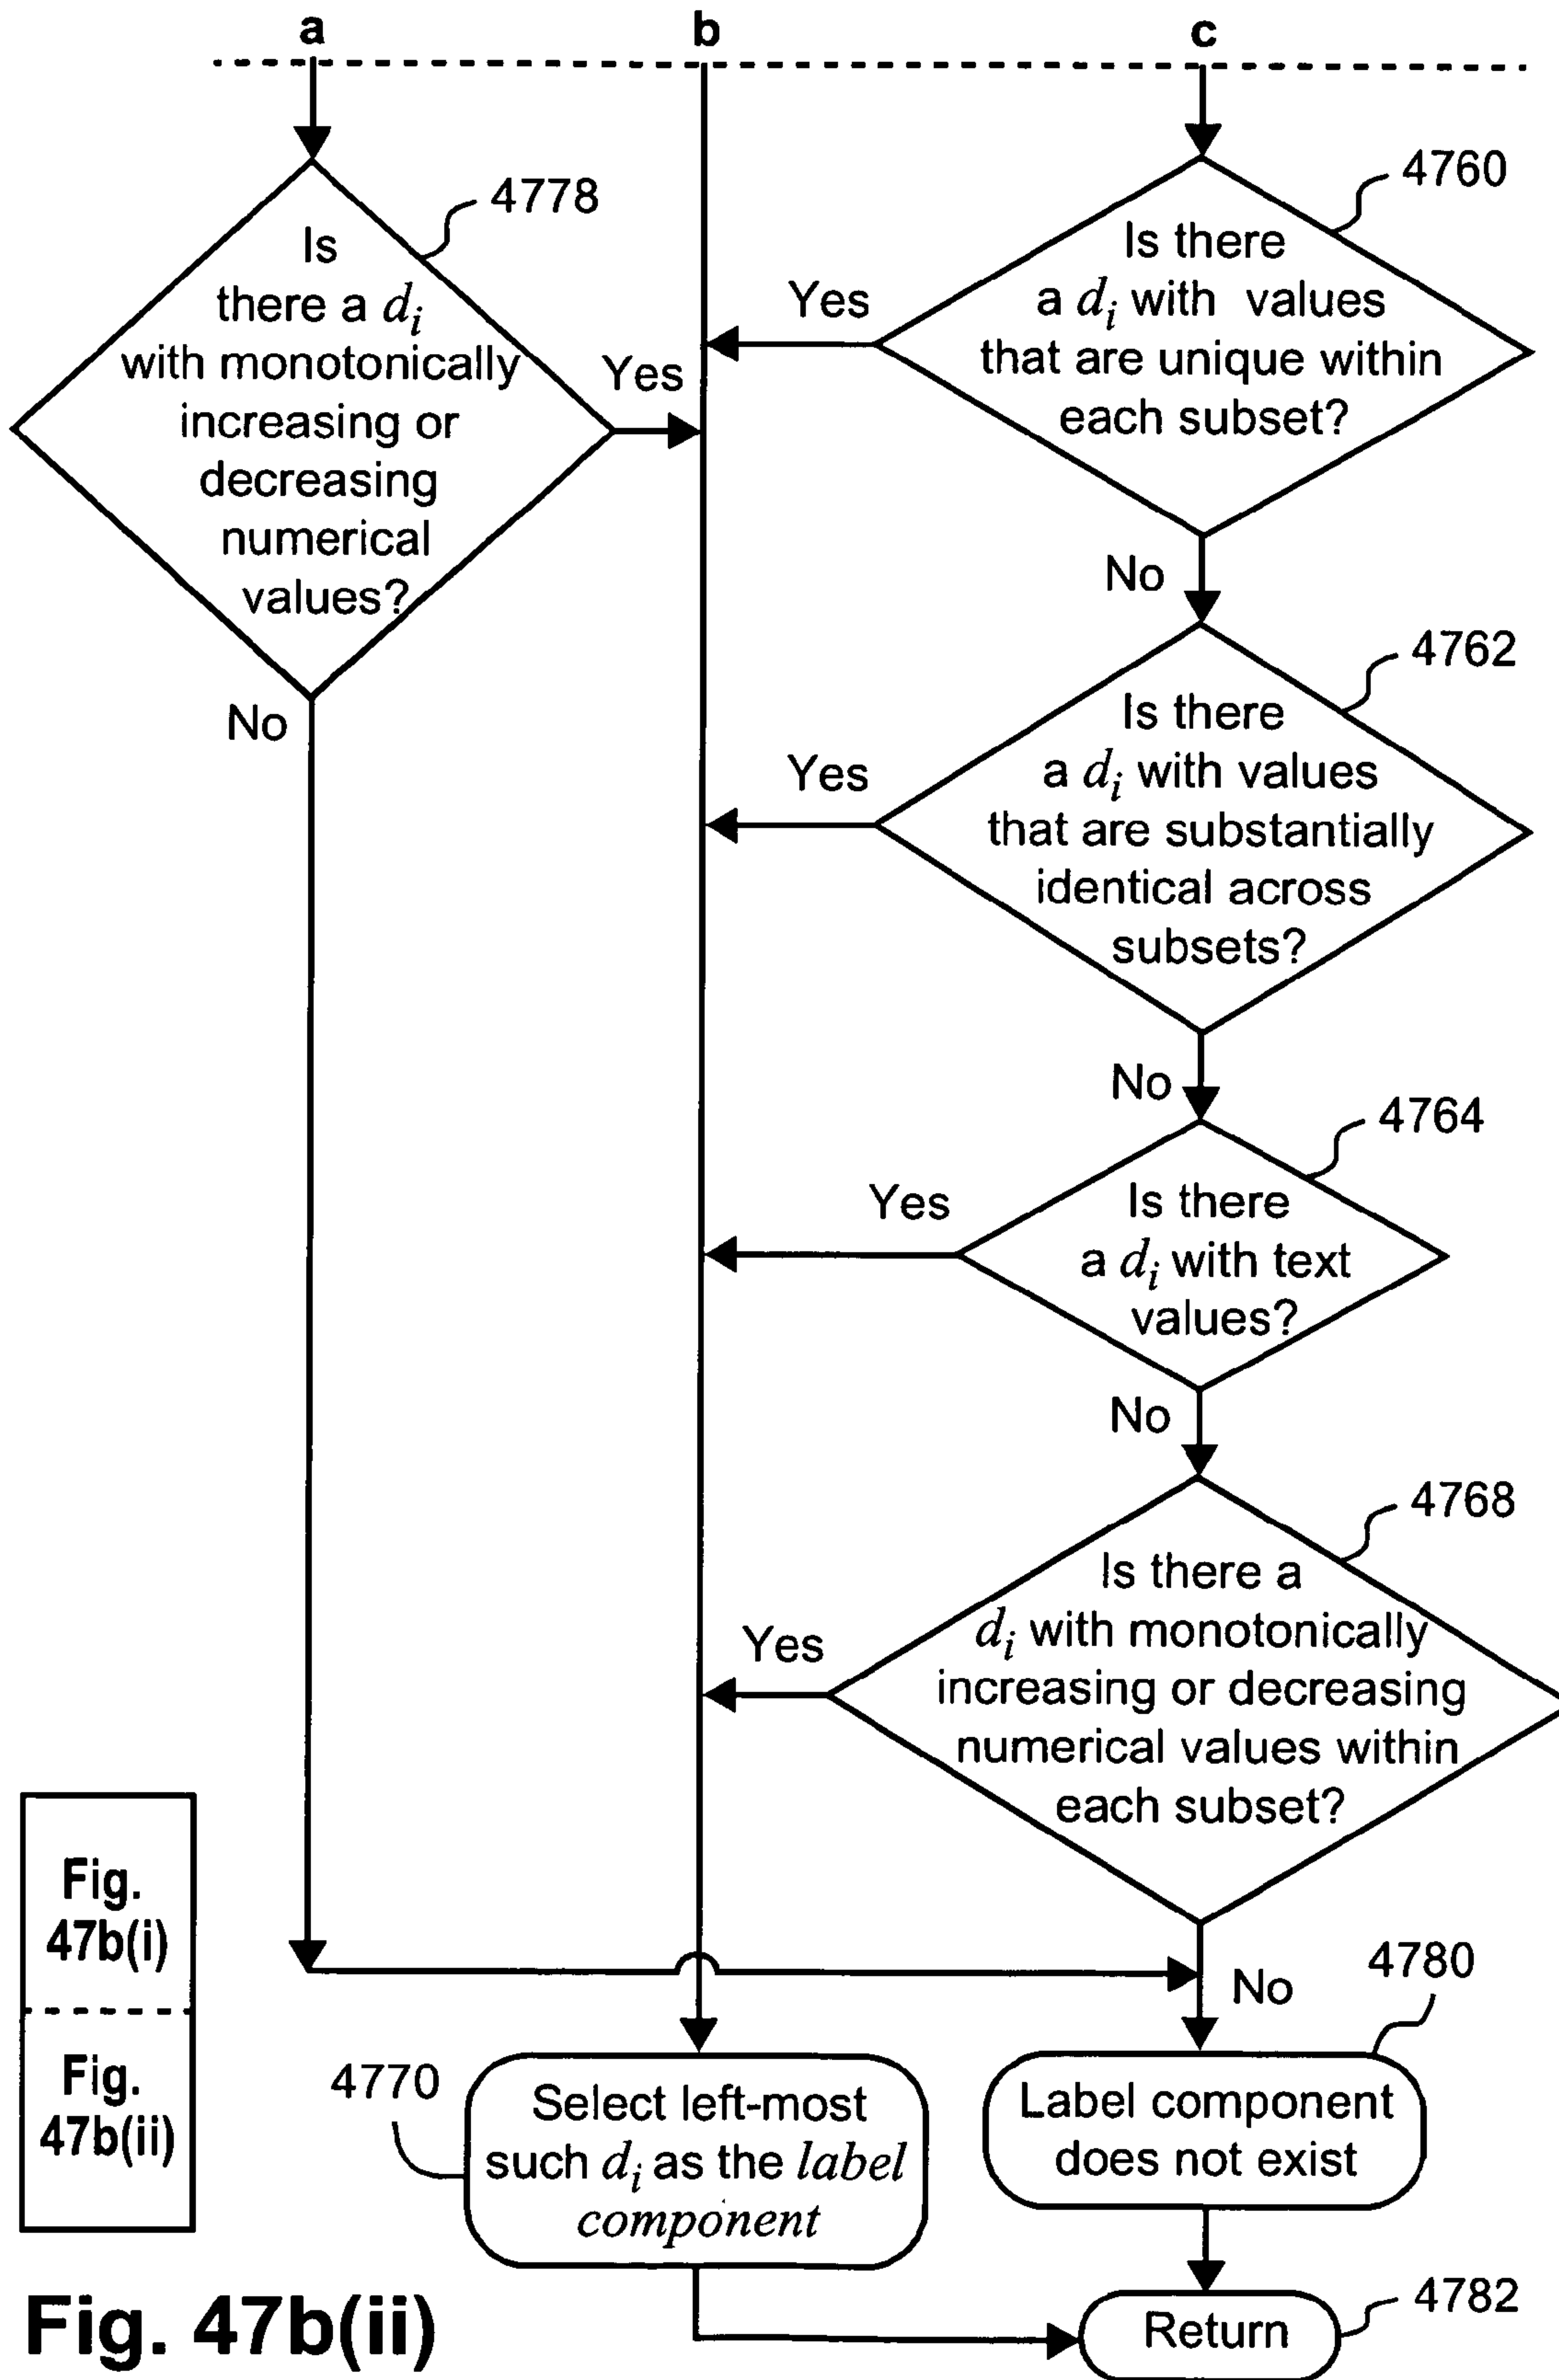 a
b
c
4778
Is
there a di
with monotonically
increasing or
decreasing
numerical
values?
Yes
No
4760
Is there
a di with values
that are unique within
each subset?
Yes
No
4762
Is there
a di with values
that are substantially
identical across
subsets?
Yes
No
4764
Is there
a di with text
values?
Yes
No
4768
Is there a
di with monotonically
increasing or decreasing
numerical values within
each subset?
Yes
No
4770
Select left-most
such di as the label
component
4780
Label component
does not exist
4782
Return
Fig.
47b(i)
Fig.
47b(ii)
Fig. 47b(ii)